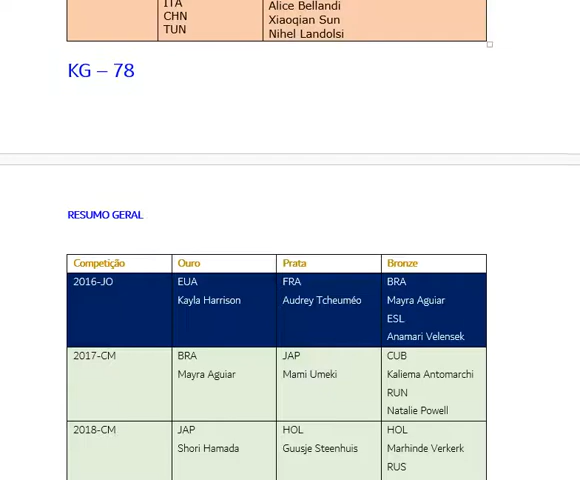 ITA Alice Bellandi
CHN Xiaoqian Sun
TUN Nihel Landolsi
KG – 78
RESUMO GERAL
Competição Ouro Prata Bronze
2016-JO EUA FRA BRA
Kayla Harrison Audrey Tcheuméo Mayra Aguiar
ESL
Anamari Velensek
2017-CM BRA JAP CUB
Mayra Aguiar Mami Umeki Kaliema Antomarchi
RUN
Natalie Powell
2018-CM JAP HOL HOL
Shori Hamada Guusje Steenhuis Marhinde Verkerk
RUS